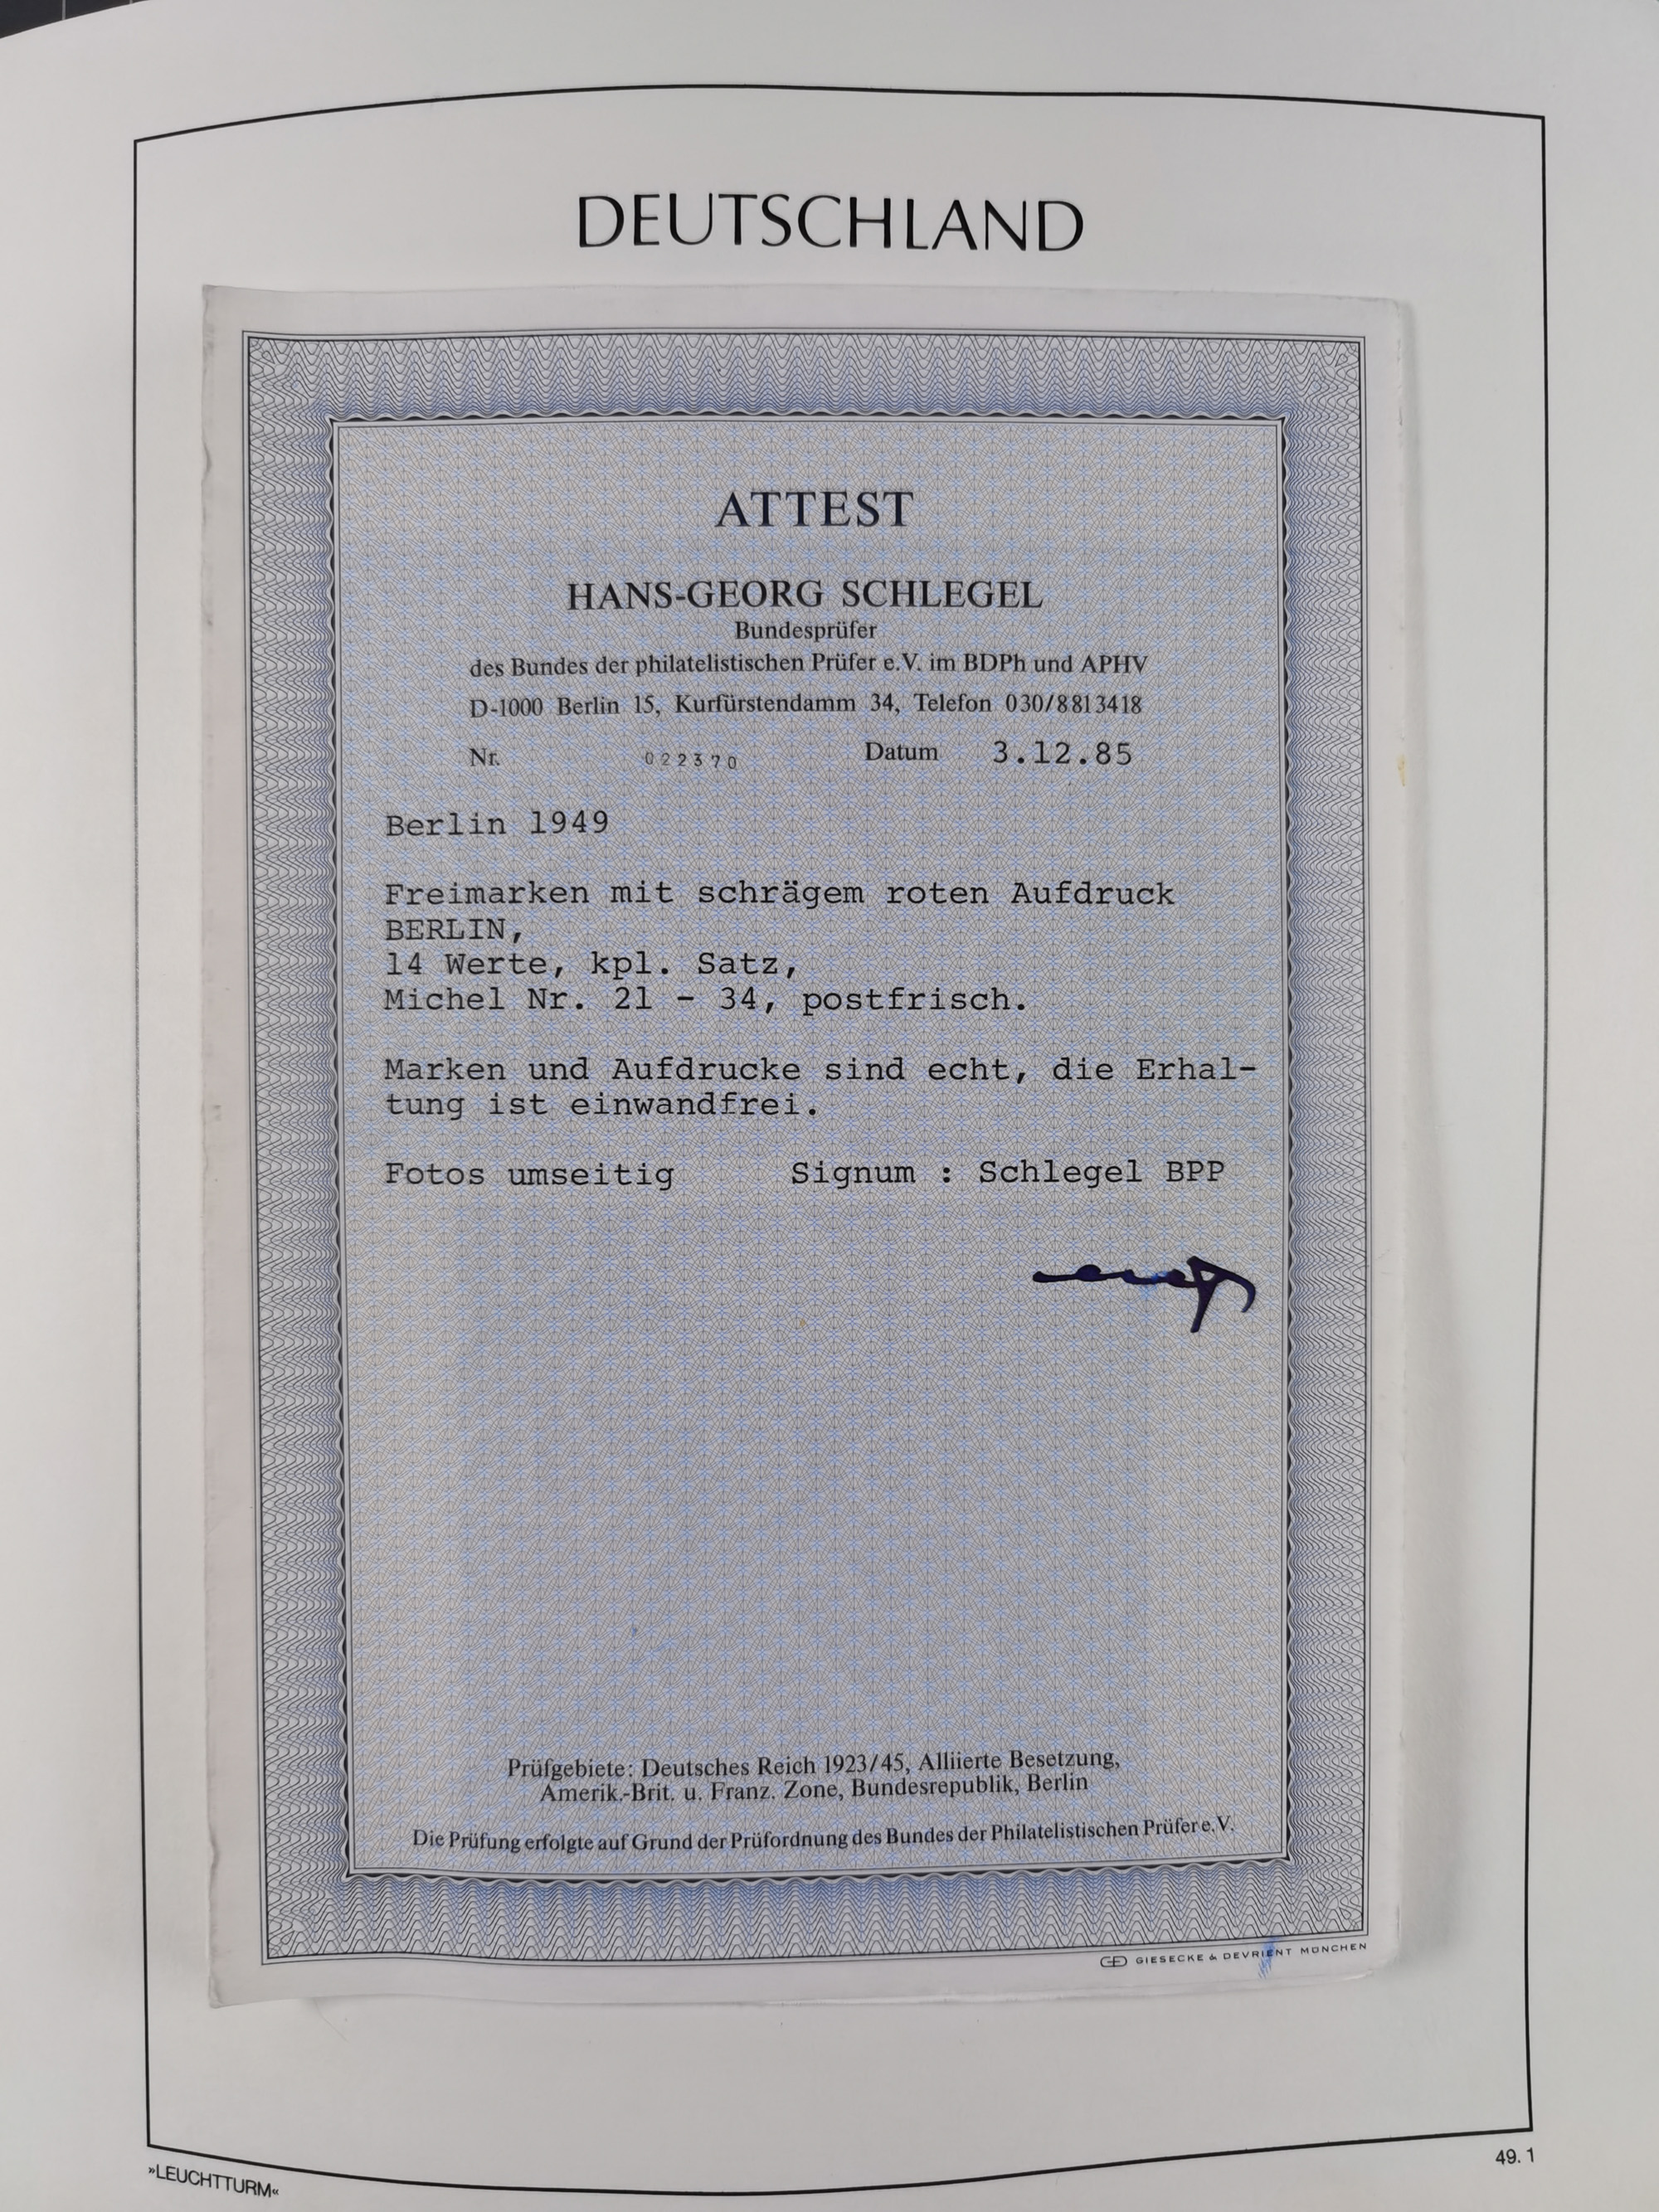 DEUTSCHLAND
ATTEST
HANS-GEORG SCHLEGEL
Bundesprüfer
des Bundes der philatelistischen Prüfer e.V. im BDPh und APHV
D-1000 Berlin 15, Kurfürstendamm 34, Telefon 030/8813418
Nr. 022370 Datum 3.12.85
Berlin 1949
Freimarken mit schrägem roten Aufdruck
BERLIN,
14 Werte, kpl. Satz,
Michel Nr. 21 - 34, postfrisch.
Marken und Aufdrucke sind echt, die Erhal-
tung ist einwandfrei.
Fotos umseitig Signum : Schlegel BPP
Prüfgebiete: Deutsches Reich 1923/45, Alliierte Besetzung,
Amerik.-Brit. u. Franz. Zone, Bundesrepublik, Berlin
Die Prüfung erfolgte auf Grund der Prüfordnung des Bundes der Philatelistischen Prüfer e.V.
GIESECKE & DEVRIENT MÜNCHEN
»LEUCHTTURM« 49.1